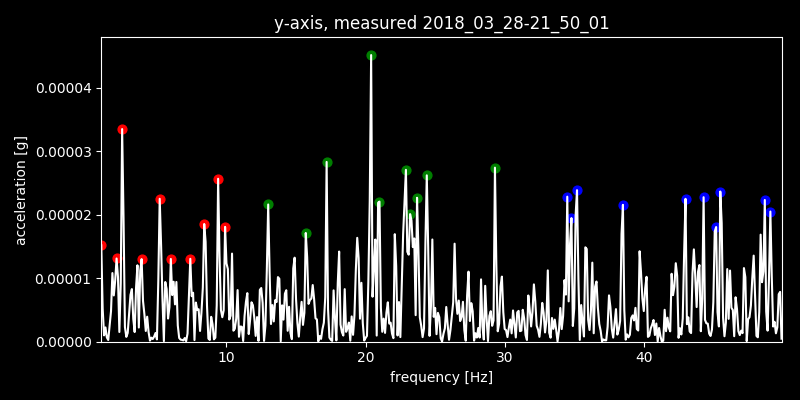 y-axis, measured 2018_03_28-21_50_01
acceleration [g]
0.00004
0.00003
0.00002
0.00001
0.00000
10 20 30 40
frequency [Hz]